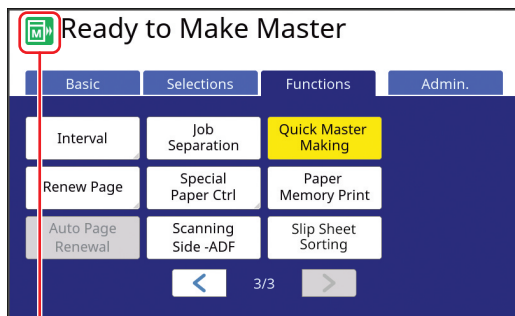 M
Ready to Make Master
Basic
Selections
Functions
Admin.
Interval
Job
Separation
Quick Master
Making
Renew Page
Special
Paper Ctrl
Paper
Memory Print
Auto Page
Renewal
Scanning
Side -ADF
Slip Sheet
Sorting
<
3/3
>